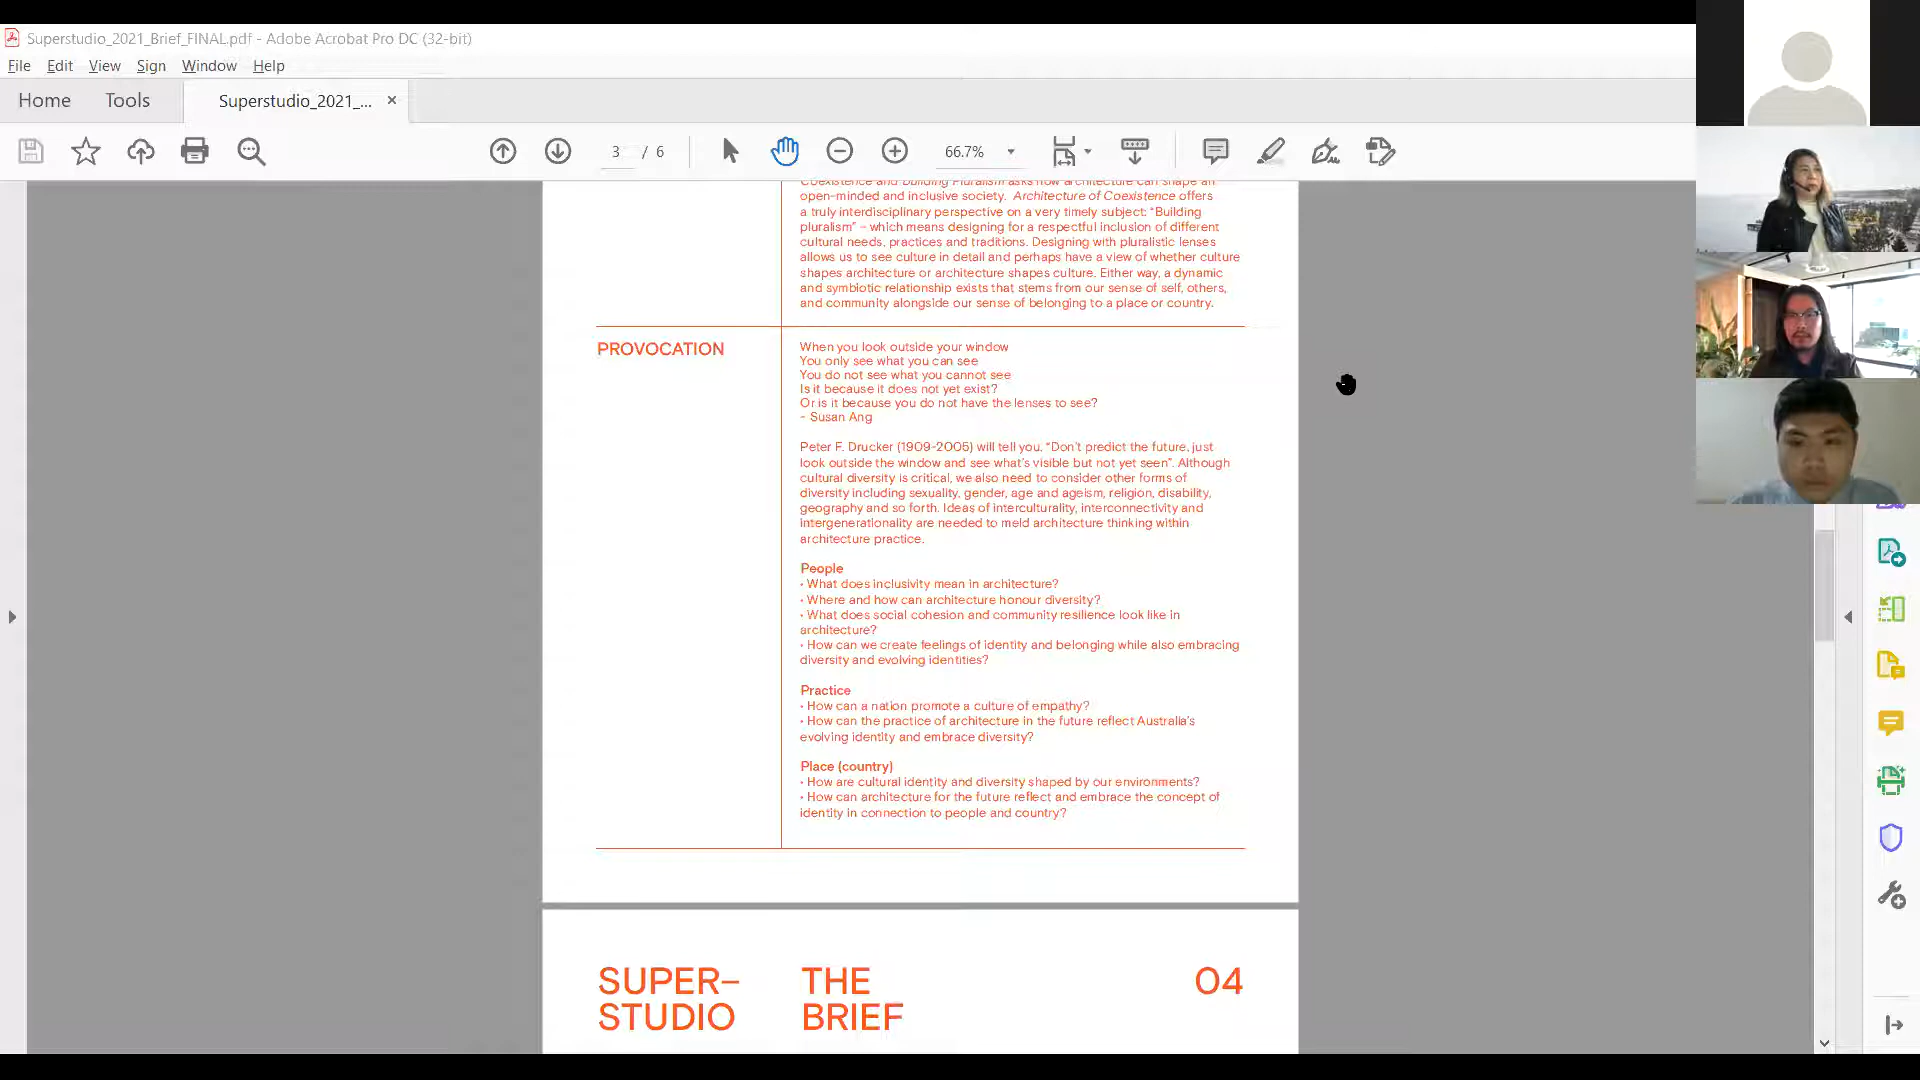 Superstudio_2021_Brief_FINAL.pdf - Adobe Acrobat Pro DC (32-bit)
File Edit View Sign Window Help
Home Tools Superstudio_2021_... ×
3 / 6 66.7%
Coexistence and Building Pluralism asks how architecture can shape an
open-minded and inclusive society. Architecture of Coexistence offers
a truly interdisciplinary perspective on a very timely subject: “Building
pluralism” – which means designing for a respectful inclusion of different
cultural needs, practices and traditions. Designing with pluralistic lenses
allows us to see culture in detail and perhaps have a view of whether culture
shapes architecture or architecture shapes culture. Either way, a dynamic
and symbiotic relationship exists that stems from our sense of self, others,
and community alongside our sense of belonging to a place or country.
PROVOCATION
When you look outside your window
You only see what you can see
You do not see what you cannot see
Is it because it does not yet exist?
Or is it because you do not have the lenses to see?
- Susan Ang
Peter F. Drucker (1909-2005) will tell you, “Don’t predict the future, just
look outside the window and see what’s visible but not yet seen”. Although
cultural diversity is critical, we also need to consider other forms of
diversity including sexuality, gender, age and ageism, religion, disability,
geography and so forth. Ideas of interculturality, interconnectivity and
intergenerationality are needed to meld architecture thinking within
architecture practice.
People
• What does inclusivity mean in architecture?
• Where and how can architecture honour diversity?
• What does social cohesion and community resilience look like in
architecture?
• How can we create feelings of identity and belonging while also embracing
diversity and evolving identities?
Practice
• How can a nation promote a culture of empathy?
• How can the practice of architecture in the future reflect Australia’s
evolving identity and embrace diversity?
Place (country)
• How are cultural identity and diversity shaped by our environments?
• How can architecture for the future reflect and embrace the concept of
identity in connection to people and country?
SUPER–
STUDIO
THE
BRIEF
04